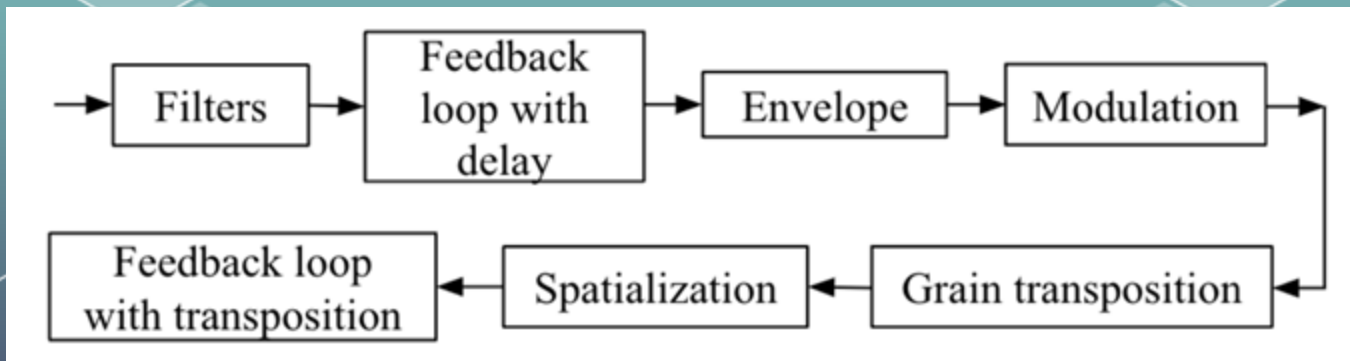 Filters
Feedback
loop with
delay
Envelope
Modulation
Feedback loop
with transposition
Spatialization
Grain transposition